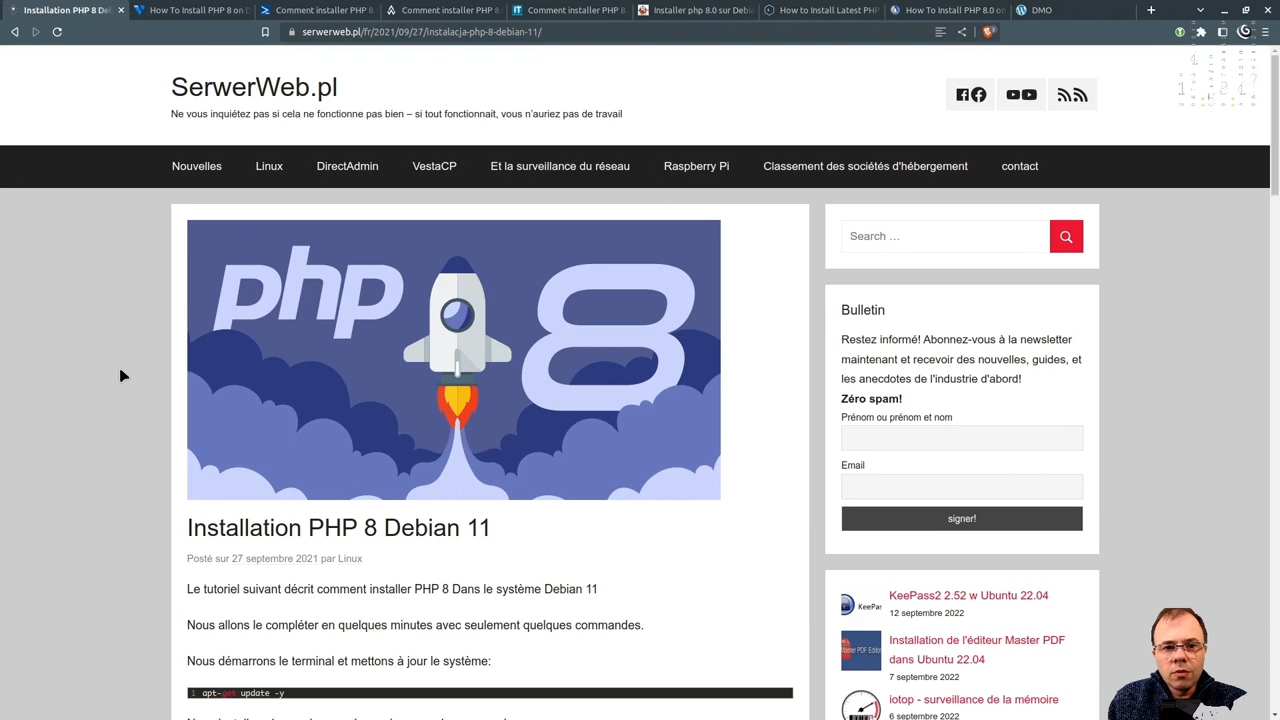 Installation PHP 8 De
How To Install PHP 8 on D
Comment installer PHP 8.
Comment installer PHP 8.
Comment installer PHP 8.
Installer php 8.0 sur Debi
How to Install Latest PHP
How To Install PHP 8.0 on
DMO
serwerweb.pl/fr/2021/09/27/instalacja-php-8-debian-11/
SerwerWeb.pl
Ne vous inquiétez pas si cela ne fonctionne pas bien – si tout fonctionnait, vous n'auriez pas de travail
Nouvelles
Linux
DirectAdmin
VestaCP
Et la surveillance du réseau
Raspberry Pi
Classement des sociétés d'hébergement
contact
php 8
Installation PHP 8 Debian 11
Posté sur 27 septembre 2021 par Linux
Le tutoriel suivant décrit comment installer PHP 8 Dans le système Debian 11
Nous allons le compléter en quelques minutes avec seulement quelques commandes.
Nous démarrons le terminal et mettons à jour le système:
1 apt-get update -y
Search …
Bulletin
Restez informé! Abonnez-vous à la newsletter
maintenant et recevoir des nouvelles, guides, et
les anecdotes de l'industrie d'abord!
Zéro spam!
Prénom ou prénom et nom
Email
signer!
KeePass2 2.52 w Ubuntu 22.04
12 septembre 2022
Installation de l'éditeur Master PDF
dans Ubuntu 22.04
7 septembre 2022
iotop - surveillance de la mémoire
6 septembre 2022